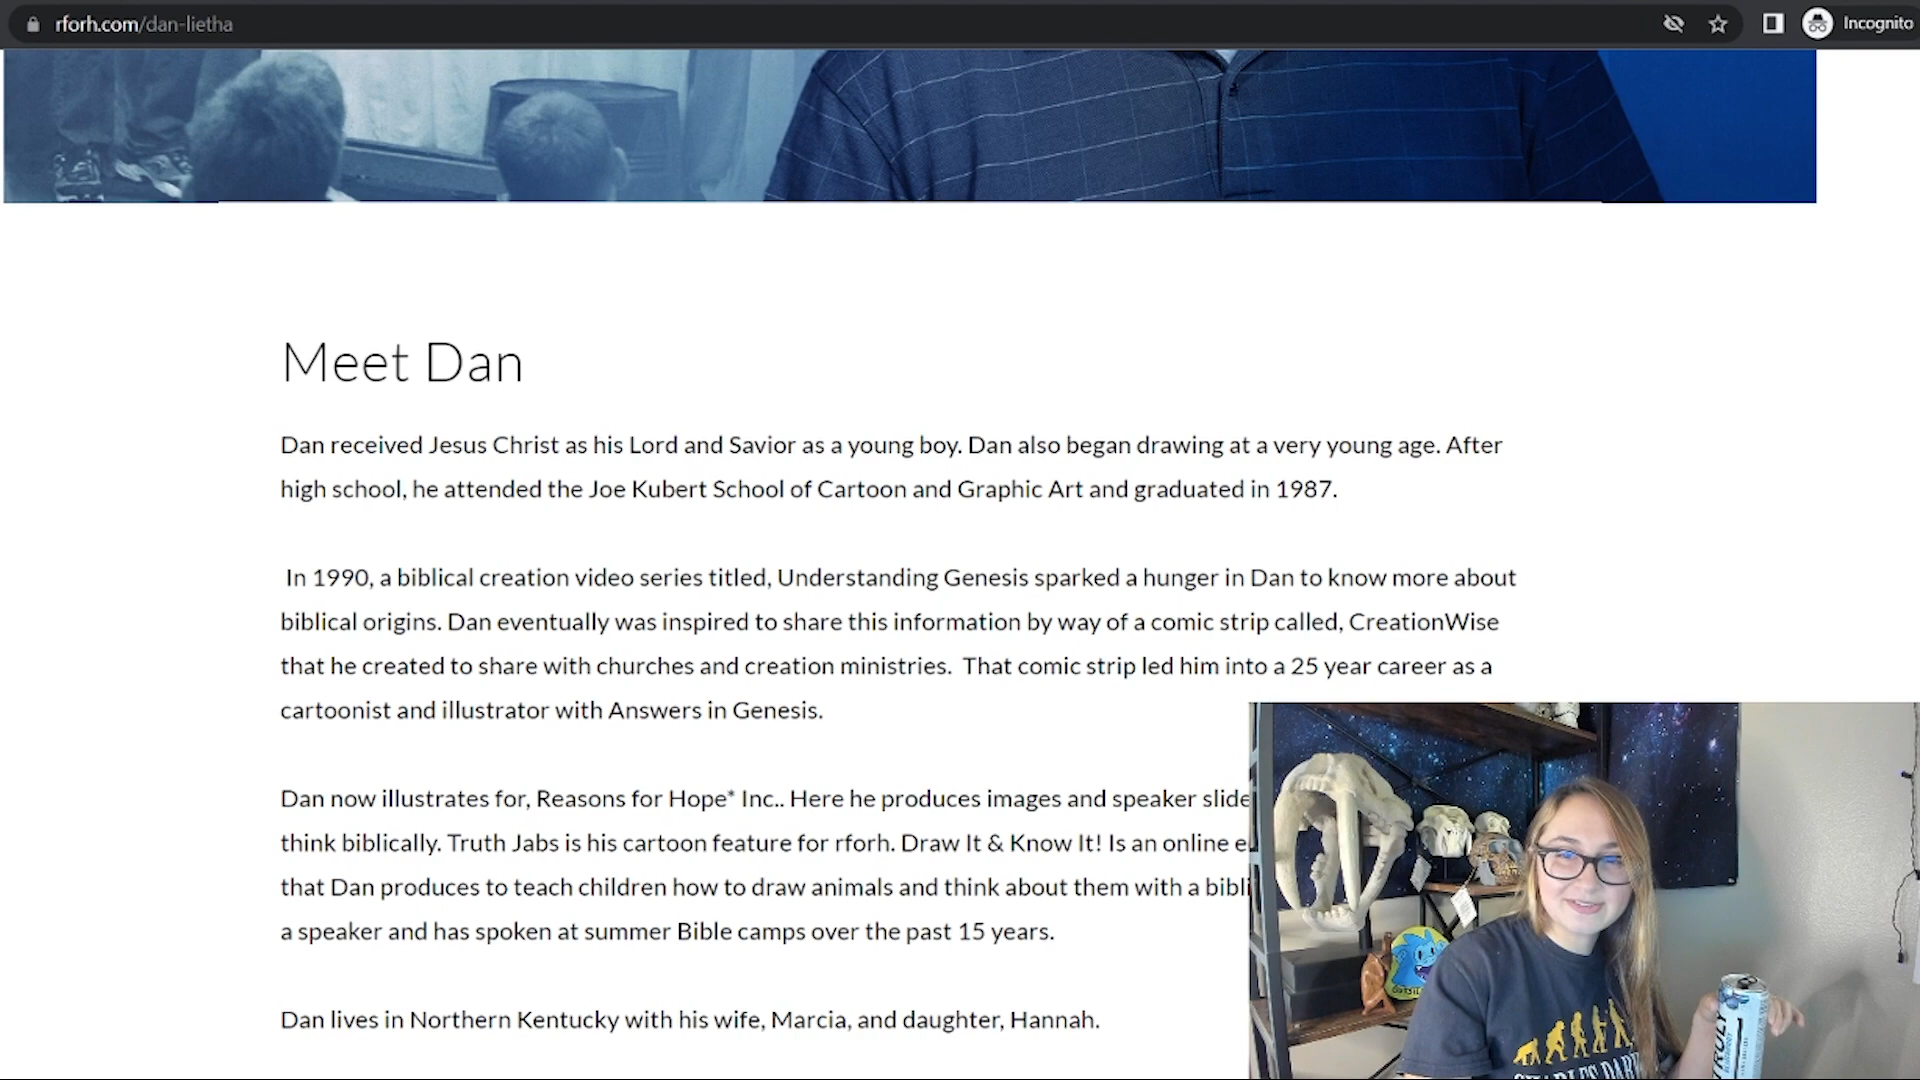 rforh.com/dan-lietha
Incognito
Meet Dan
Dan received Jesus Christ as his Lord and Savior as a young boy. Dan also began drawing at a very young age. After
high school, he attended the Joe Kubert School of Cartoon and Graphic Art and graduated in 1987.
In 1990, a biblical creation video series titled, Understanding Genesis sparked a hunger in Dan to know more about
biblical origins. Dan eventually was inspired to share this information by way of a comic strip called, CreationWise
that he created to share with churches and creation ministries. That comic strip led him into a 25 year career as a
cartoonist and illustrator with Answers in Genesis.
Dan now illustrates for, Reasons for Hope* Inc.. Here he produces images and speaker slide
think biblically. Truth Jabs is his cartoon feature for rforh. Draw It & Know It! Is an online e
that Dan produces to teach children how to draw animals and think about them with a bibli
a speaker and has spoken at summer Bible camps over the past 15 years.
Dan lives in Northern Kentucky with his wife, Marcia, and daughter, Hannah.
TRULY
CHARLES DARW